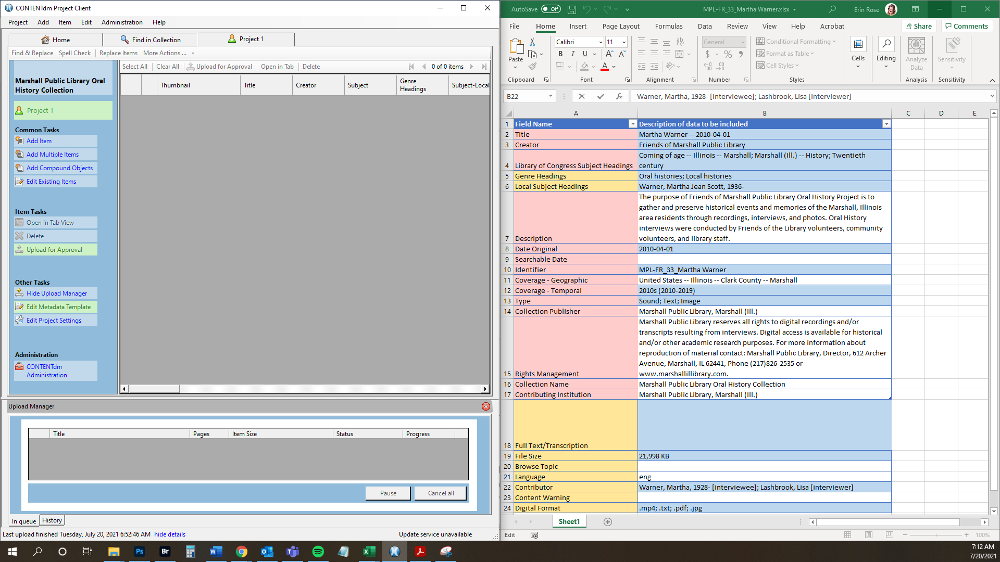 CONTENTdm Project Client
Project Add Item Edit Administration Help
Home Find in Collection Project 1
Find & Replace Spell Check Replace Items More Actions ...
Select All Clear All Upload for Approval Open in Tab Delete 0 of 0 items
Marshall Public Library Oral
History Collection
Thumbnail Title Creator Subject Genre Headings Subject-Local
Project 1
Common Tasks
Add Item
Add Multiple Items
Add Compound Objects
Edit Existing Items
Item Tasks
Open in Tab View
Delete
Upload for Approval
Other Tasks
Hide Upload Manager
Edit Metadata Template
Edit Project Settings
Administration
CONTENTdm
Administration
Upload Manager
Title Pages Item Size Status Progress
Pause Cancel all
In queue History
Last upload finished Tuesday, July 20, 2021 6:52:46 AM hide details Update service unavailable
AutoSave Off MPL-FR_33_Martha Warner.xlsx Erin Rose
File Home Insert Page Layout Formulas Data Review View Help Acrobat Share Comments
Paste Calibri 11 General Conditional Formatting Format as Table Cell Styles Cells Editing Analyze Data Sensitivity
B I U A A A $ % 9
Clipboard Font Alignment Number Styles Analysis Sensitivity
B22 fx Warner, Martha, 1928- [interviewee]; Lashbrook, Lisa [interviewer]
A B C D E
1 Field Name Description of data to be included
2 Title Martha Warner -- 2010-04-01
3 Creator Friends of Marshall Public Library
Coming of age -- Illinois -- Marshall; Marshall (Ill.) -- History; Twentieth
4 Library of Congress Subject Headings century
5 Genre Headings Oral histories; Local histories
6 Local Subject Headings Warner, Martha Jean Scott, 1936-
The purpose of Friends of Marshall Public Library Oral History Project is to
gather and preserve historical events and memories of the Marshall, Illinois
area residents through recordings, interviews, and photos. Oral History
interviews were conducted by Friends of the Library volunteers, community
7 Description volunteers, and library staff.
8 Date Original 2010-04-01
9 Searchable Date
10 Identifier MPL-FR_33_Martha Warner
11 Coverage - Geographic United States -- Illinois -- Clark County -- Marshall
12 Coverage - Temporal 2010s (2010-2019)
13 Type Sound; Text; Image
14 Collection Publisher Marshall Public Library, Marshall (Ill.)
Marshall Public Library reserves all rights to digital recordings and/or
transcripts resulting from interviews. Digital access is available for historical
and/or other academic research purposes. For more information about
reproduction of material contact: Marshall Public Library, Director, 612 Archer
Avenue, Marshall, IL 62441, Phone (217)826-2535 or
15 Rights Management www.marshallillibrary.com.
16 Collection Name Marshall Public Library Oral History Collection
17 Contributing Institution Marshall Public Library, Marshall (Ill.)
18 Full Text/Transcription
19 File Size 21,998 KB
20 Browse Topic
21 Language eng
22 Contributor Warner, Martha, 1928- [interviewee]; Lashbrook, Lisa [interviewer]
23 Content Warning
24 Digital Format .mp4; .txt; .pdf; .jpg
Sheet1
Edit 100%
Ps Br
7:12 AM
7/20/2021